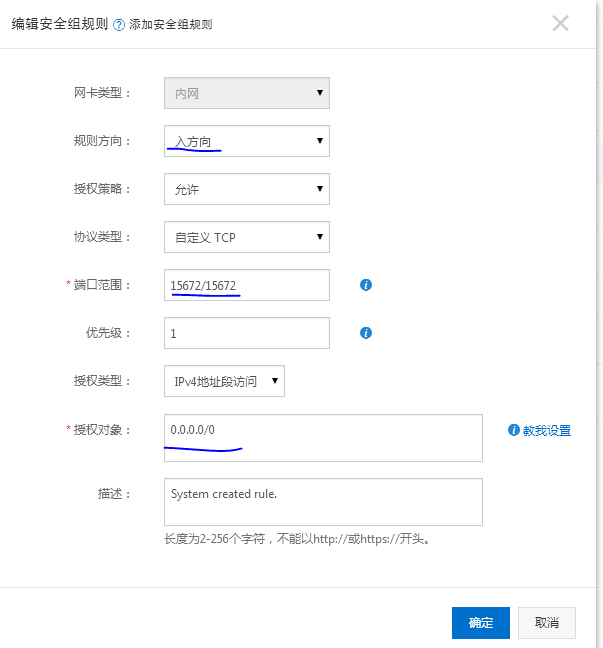 编辑安全组规则 ? 添加安全组规则
网卡类型： 内网
规则方向： 入方向
授权策略： 允许
协议类型： 自定义 TCP
* 端口范围： 15672/15672
优先级： 1
授权类型： IPv4地址段访问
* 授权对象： 0.0.0.0/0 i 教我设置
描述： System created rule.
长度为2-256个字符，不能以http://或https://开头。
确定 取消